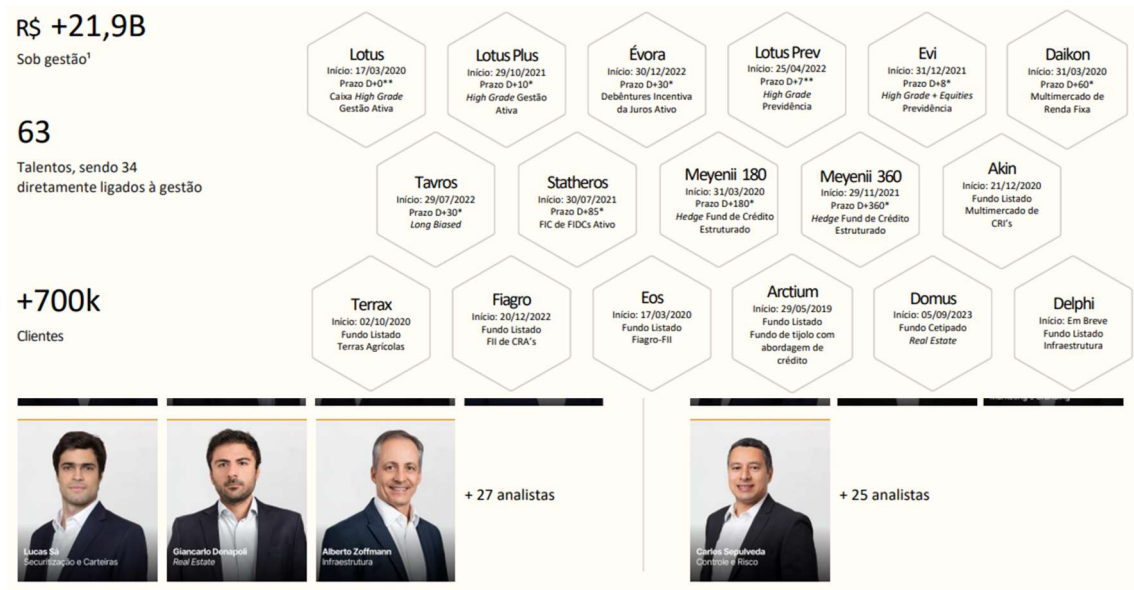 R$ +21,9B
Sob gestão¹
63
Talentos, sendo 34
diretamente ligados à gestão
+700k
Clientes
Lotus
Início: 17/03/2020
Prazo D+0**
Caixa High Grade
Gestão Ativa
Lotus Plus
Início: 29/10/2021
Prazo D+10*
High Grade Gestão
Ativa
Évora
Início: 30/12/2022
Prazo D+30*
Debêntures Incentiva
da Juros Ativo
Lotus Prev
Início: 25/04/2022
Prazo D+7**
High Grade
Previdência
Evi
Início: 31/12/2021
Prazo D+8*
High Grade + Equities
Previdência
Daikon
Início: 31/03/2020
Prazo D+60*
Multimercado de
Renda Fixa
Tavros
Início: 29/07/2022
Prazo D+30*
Long Biased
Statheros
Início: 30/07/2021
Prazo D+85*
FIC de FIDCs Ativo
Meyenii 180
Início: 31/03/2020
Prazo D+180*
Hedge Fund de Crédito
Estruturado
Meyenii 360
Início: 29/11/2021
Prazo D+360*
Hedge Fund de Crédito
Estruturado
Akin
Início: 21/12/2020
Fundo Listado
Multimercado de
CRI's
Terrax
Início: 02/10/2020
Fundo Listado
Terras Agrícolas
Fiagro
Início: 20/12/2022
Fundo Listado
FII de CRA's
Eos
Início: 17/03/2020
Fundo Listado
Fiagro-FII
Arctium
Início: 29/05/2019
Fundo Listado
Fundo de tijolo com
abordagem de
crédito
Domus
Início: 05/09/2023
Fundo Cetipado
Real Estate
Delphi
Início: Em Breve
Fundo Listado
Infraestrutura
Lucas Sá
Securitização e Carteiras
Giancarlo Denapoli
Real Estate
Alberto Zoffmann
Infraestrutura
+ 27 analistas
Carlos Sepulveda
Controle e Risco
+ 25 analistas